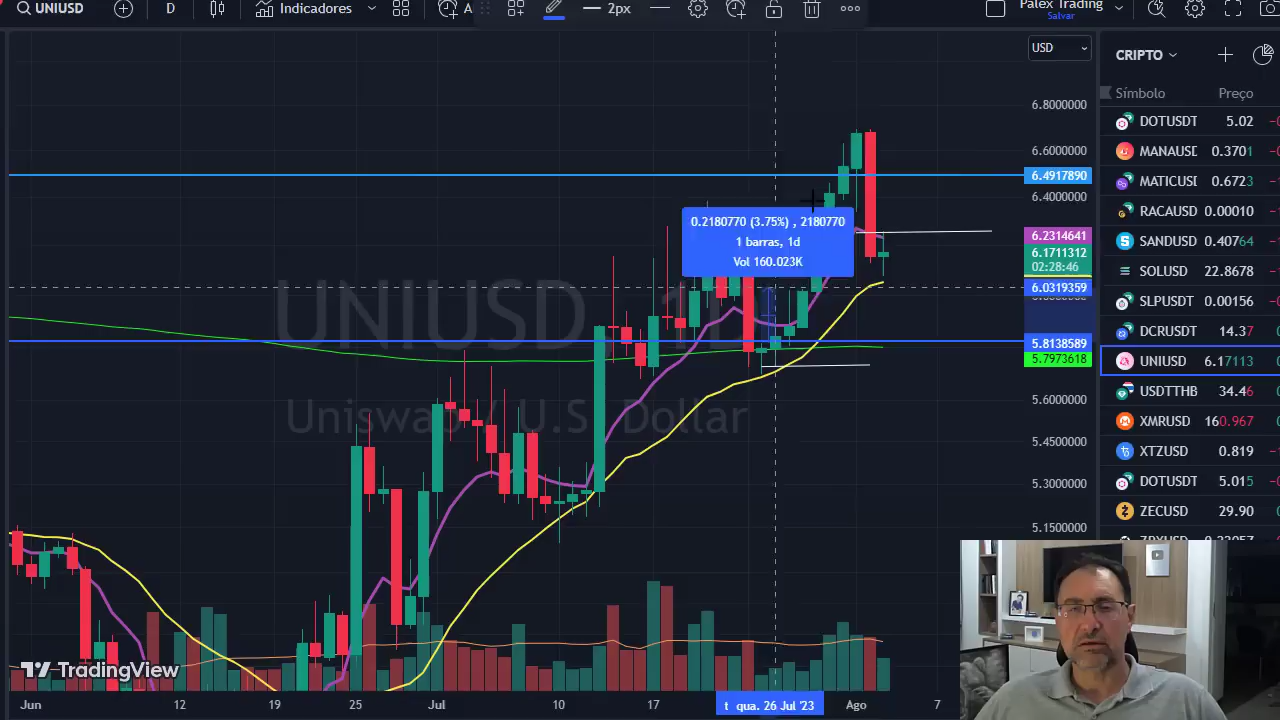 UNIUSD
D
Indicadores
2px
Palex Trading
Salvar
USD
CRIPTO
Símbolo Preço
6.8000000
6.6000000
6.4917890
6.4000000
6.2314641
6.1711312
02:28:46
6.0319359
5.8138589
5.7973618
5.6000000
5.4500000
5.3000000
5.1500000
0.2180770 (3.75%) , 2180770
1 barras, 1d
Vol 160.023K
UNIUSD, 1D
Uniswap / U.S. Dollar
DOTUSDT 5.02
MANAUSD 0.3701
MATICUSI 0.6723
RACAUSD 0.00010
SANDUSD 0.40764
SOLUSD 22.8678
SLPUSDT 0.00156
DCRUSDT 14.37
UNIUSD 6.17113
USDTTHB 34.46
XMRUSD 160.967
XTZUSD 0.819
DOTUSDT 5.015
ZECUSD 29.90
TradingView
Jun 12 19 25 Jul 10 17 qua. 26 Jul '23 Ago 7